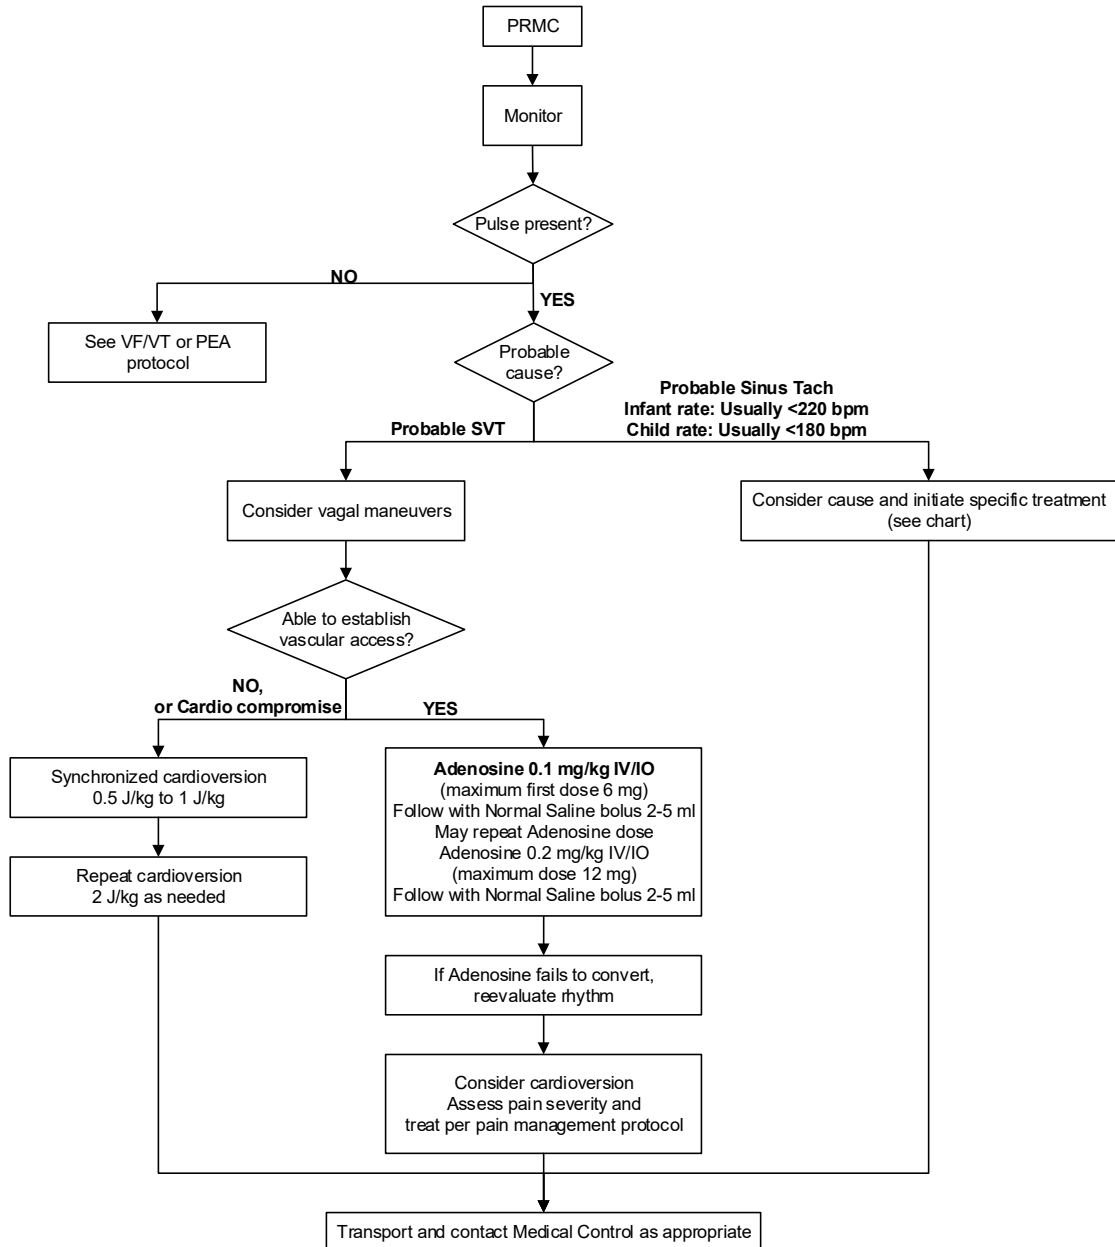 PRMC
Monitor
Pulse present?
NO
YES
See VF/VT or PEA
protocol
Probable
cause?
Probable Sinus Tach
Infant rate: Usually <220 bpm
Child rate: Usually <180 bpm
Probable SVT
Consider vagal maneuvers
Consider cause and initiate specific treatment
(see chart)
Able to establish
vascular access?
NO,
or Cardio compromise
YES
Synchronized cardioversion
0.5 J/kg to 1 J/kg
Repeat cardioversion
2 J/kg as needed
Adenosine 0.1 mg/kg IV/IO
(maximum first dose 6 mg)
Follow with Normal Saline bolus 2-5 ml
May repeat Adenosine dose
Adenosine 0.2 mg/kg IV/IO
(maximum dose 12 mg)
Follow with Normal Saline bolus 2-5 ml
If Adenosine fails to convert,
reevaluate rhythm
Consider cardioversion
Assess pain severity and
treat per pain management protocol
Transport and contact Medical Control as appropriate